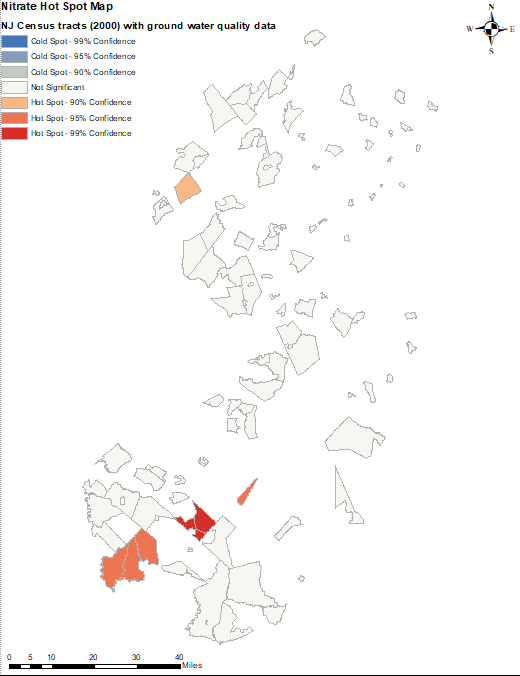 Nitrate Hot Spot Map
NJ Census tracts (2000) with ground water quality data
Cold Spot - 99% Confidence
Cold Spot - 95% Confidence
Cold Spot - 90% Confidence
Not Significant
Hot Spot - 90% Confidence
Hot Spot - 95% Confidence
Hot Spot - 99% Confidence
N
W E
S
0 5 10 20 30 40 Miles